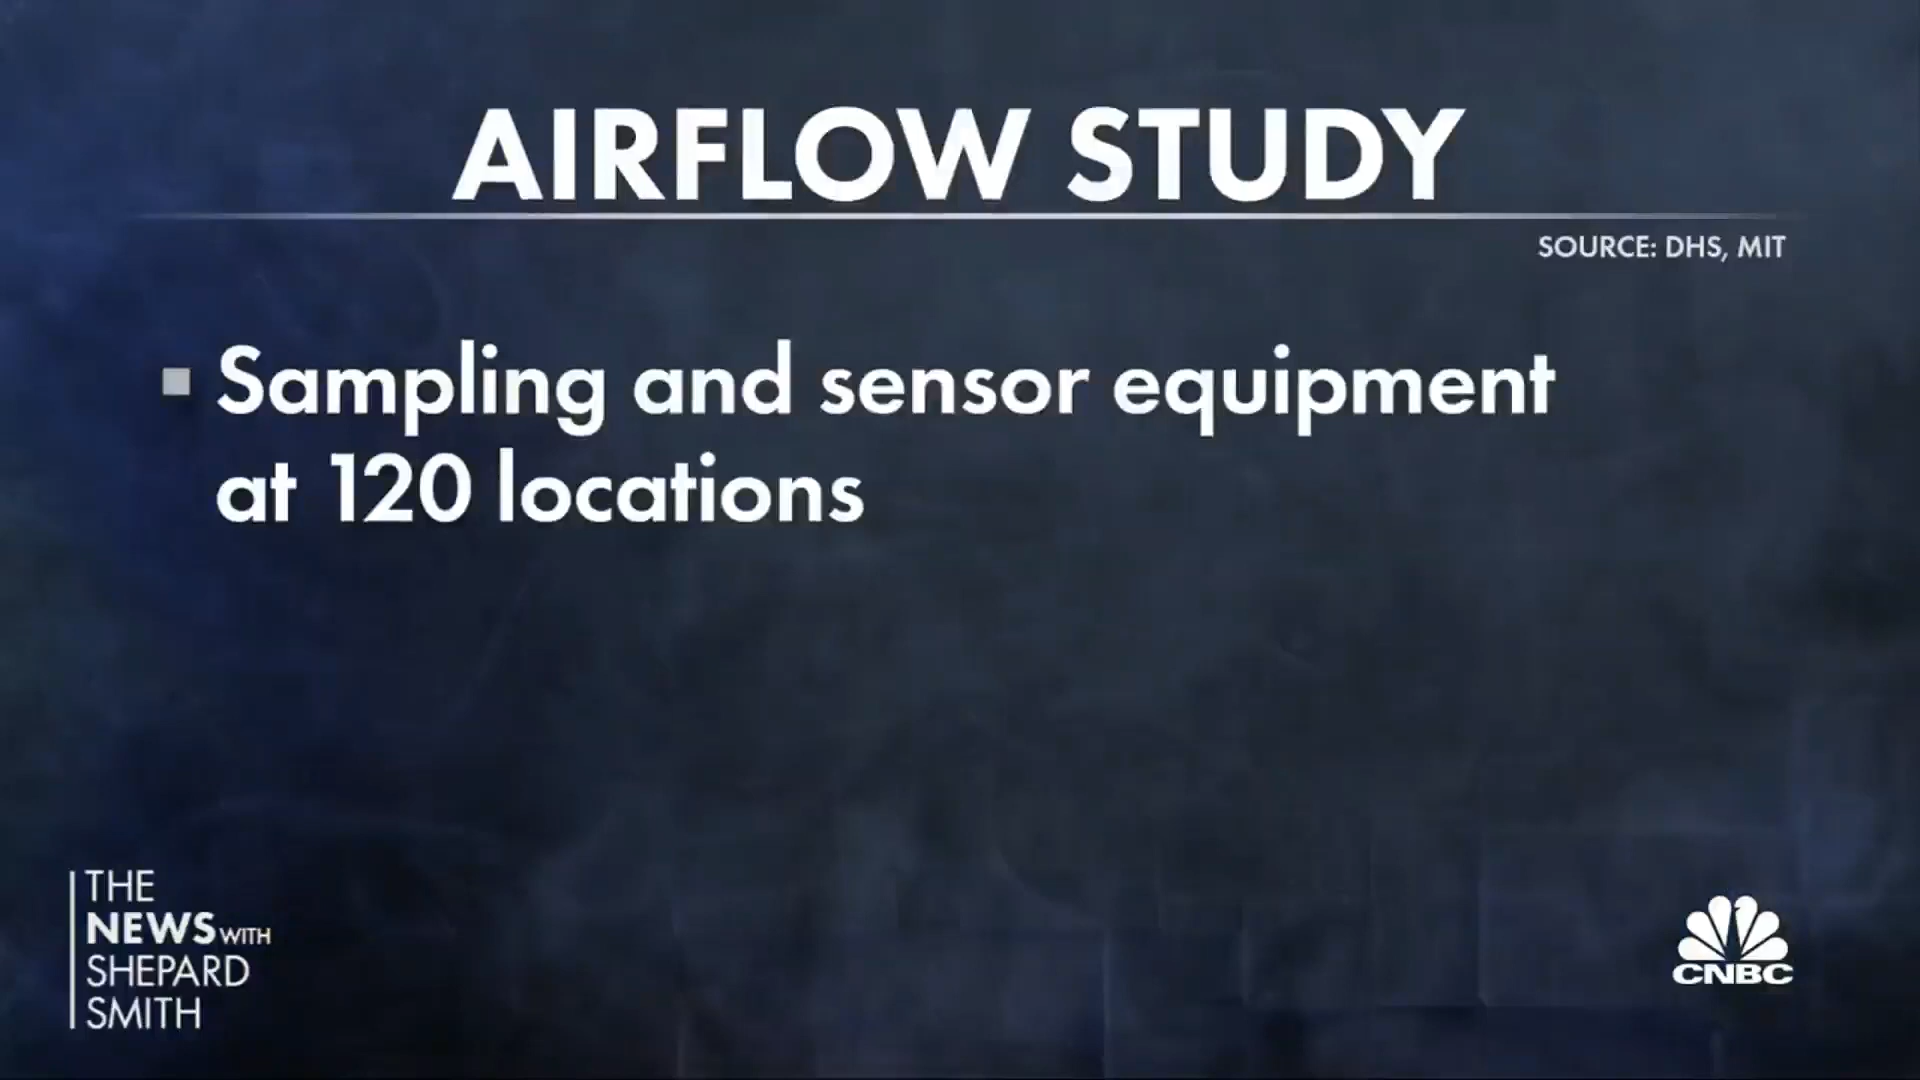 AIRFLOW STUDY
SOURCE: DHS, MIT
Sampling and sensor equipment
at 120 locations
THE
NEWS WITH
SHEPARD
SMITH
CNBC